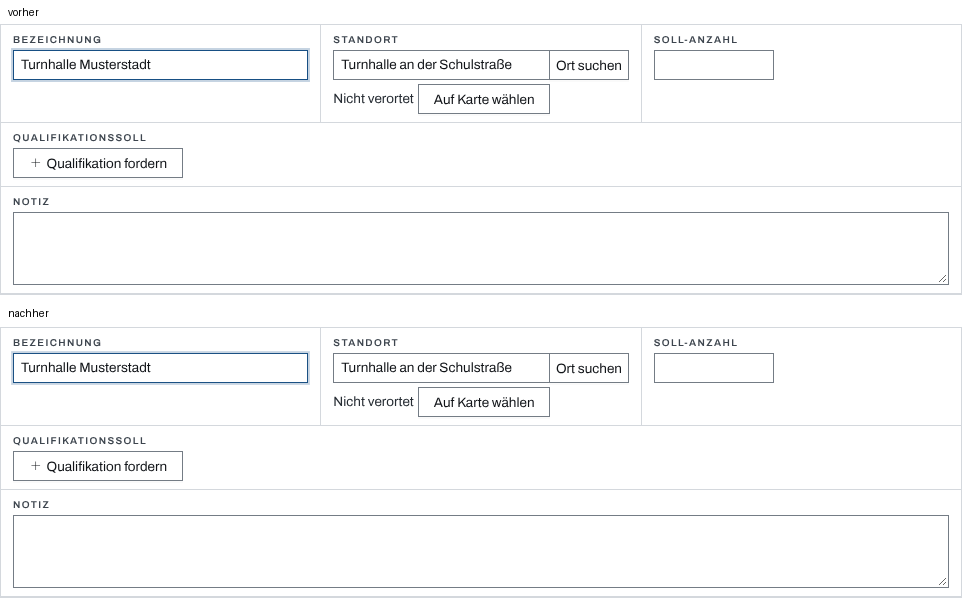 vorher
BEZEICHNUNG
STANDORT
SOLL-ANZAHL
Turnhalle Musterstadt
Turnhalle an der Schulstraße
Ort suchen
Nicht verortet
Auf Karte wählen
QUALIFIKATIONSSOLL
+ Qualifikation fordern
NOTIZ
nachher
BEZEICHNUNG
STANDORT
SOLL-ANZAHL
Turnhalle Musterstadt
Turnhalle an der Schulstraße
Ort suchen
Nicht verortet
Auf Karte wählen
QUALIFIKATIONSSOLL
+ Qualifikation fordern
NOTIZ